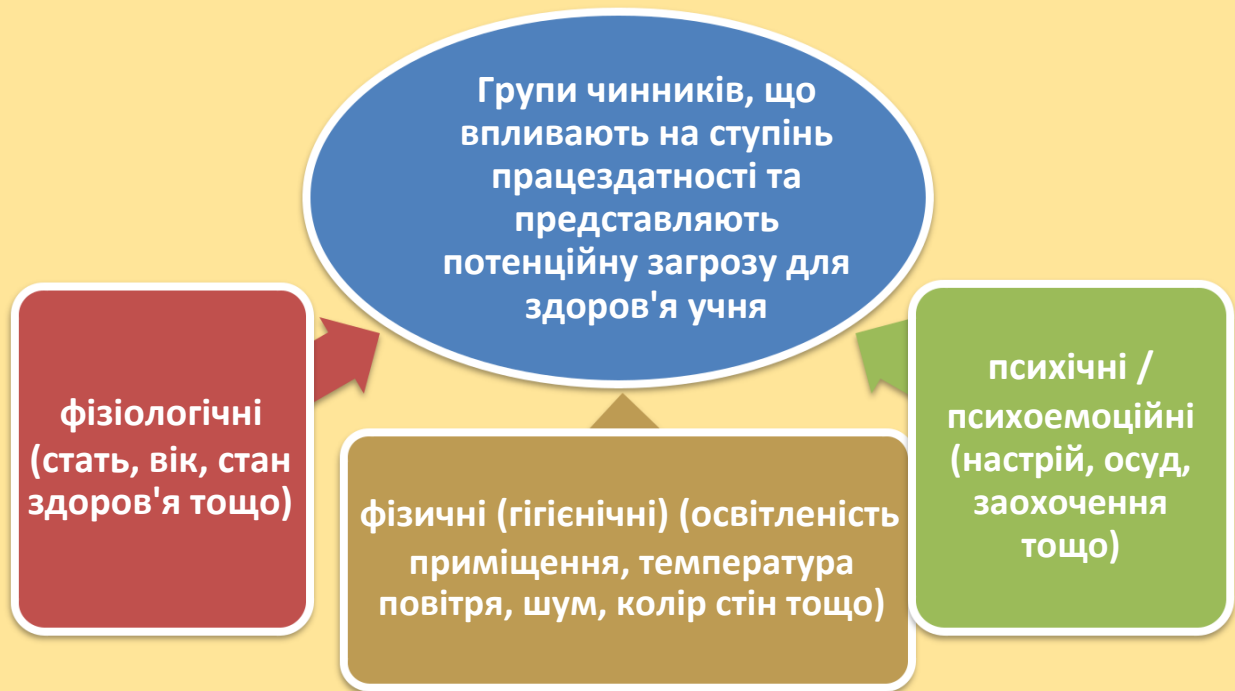 Групи чинників, що
впливають на ступінь
працездатності та
представляють
потенційну загрозу для
здоров'я учня
фізіологічні
(стать, вік, стан
здоров'я тощо)
фізичні (гігієнічні) (освітленість
приміщення, температура
повітря, шум, колір стін тощо)
психічні /
психоемоційні
(настрій, осуд,
заохочення
тощо)